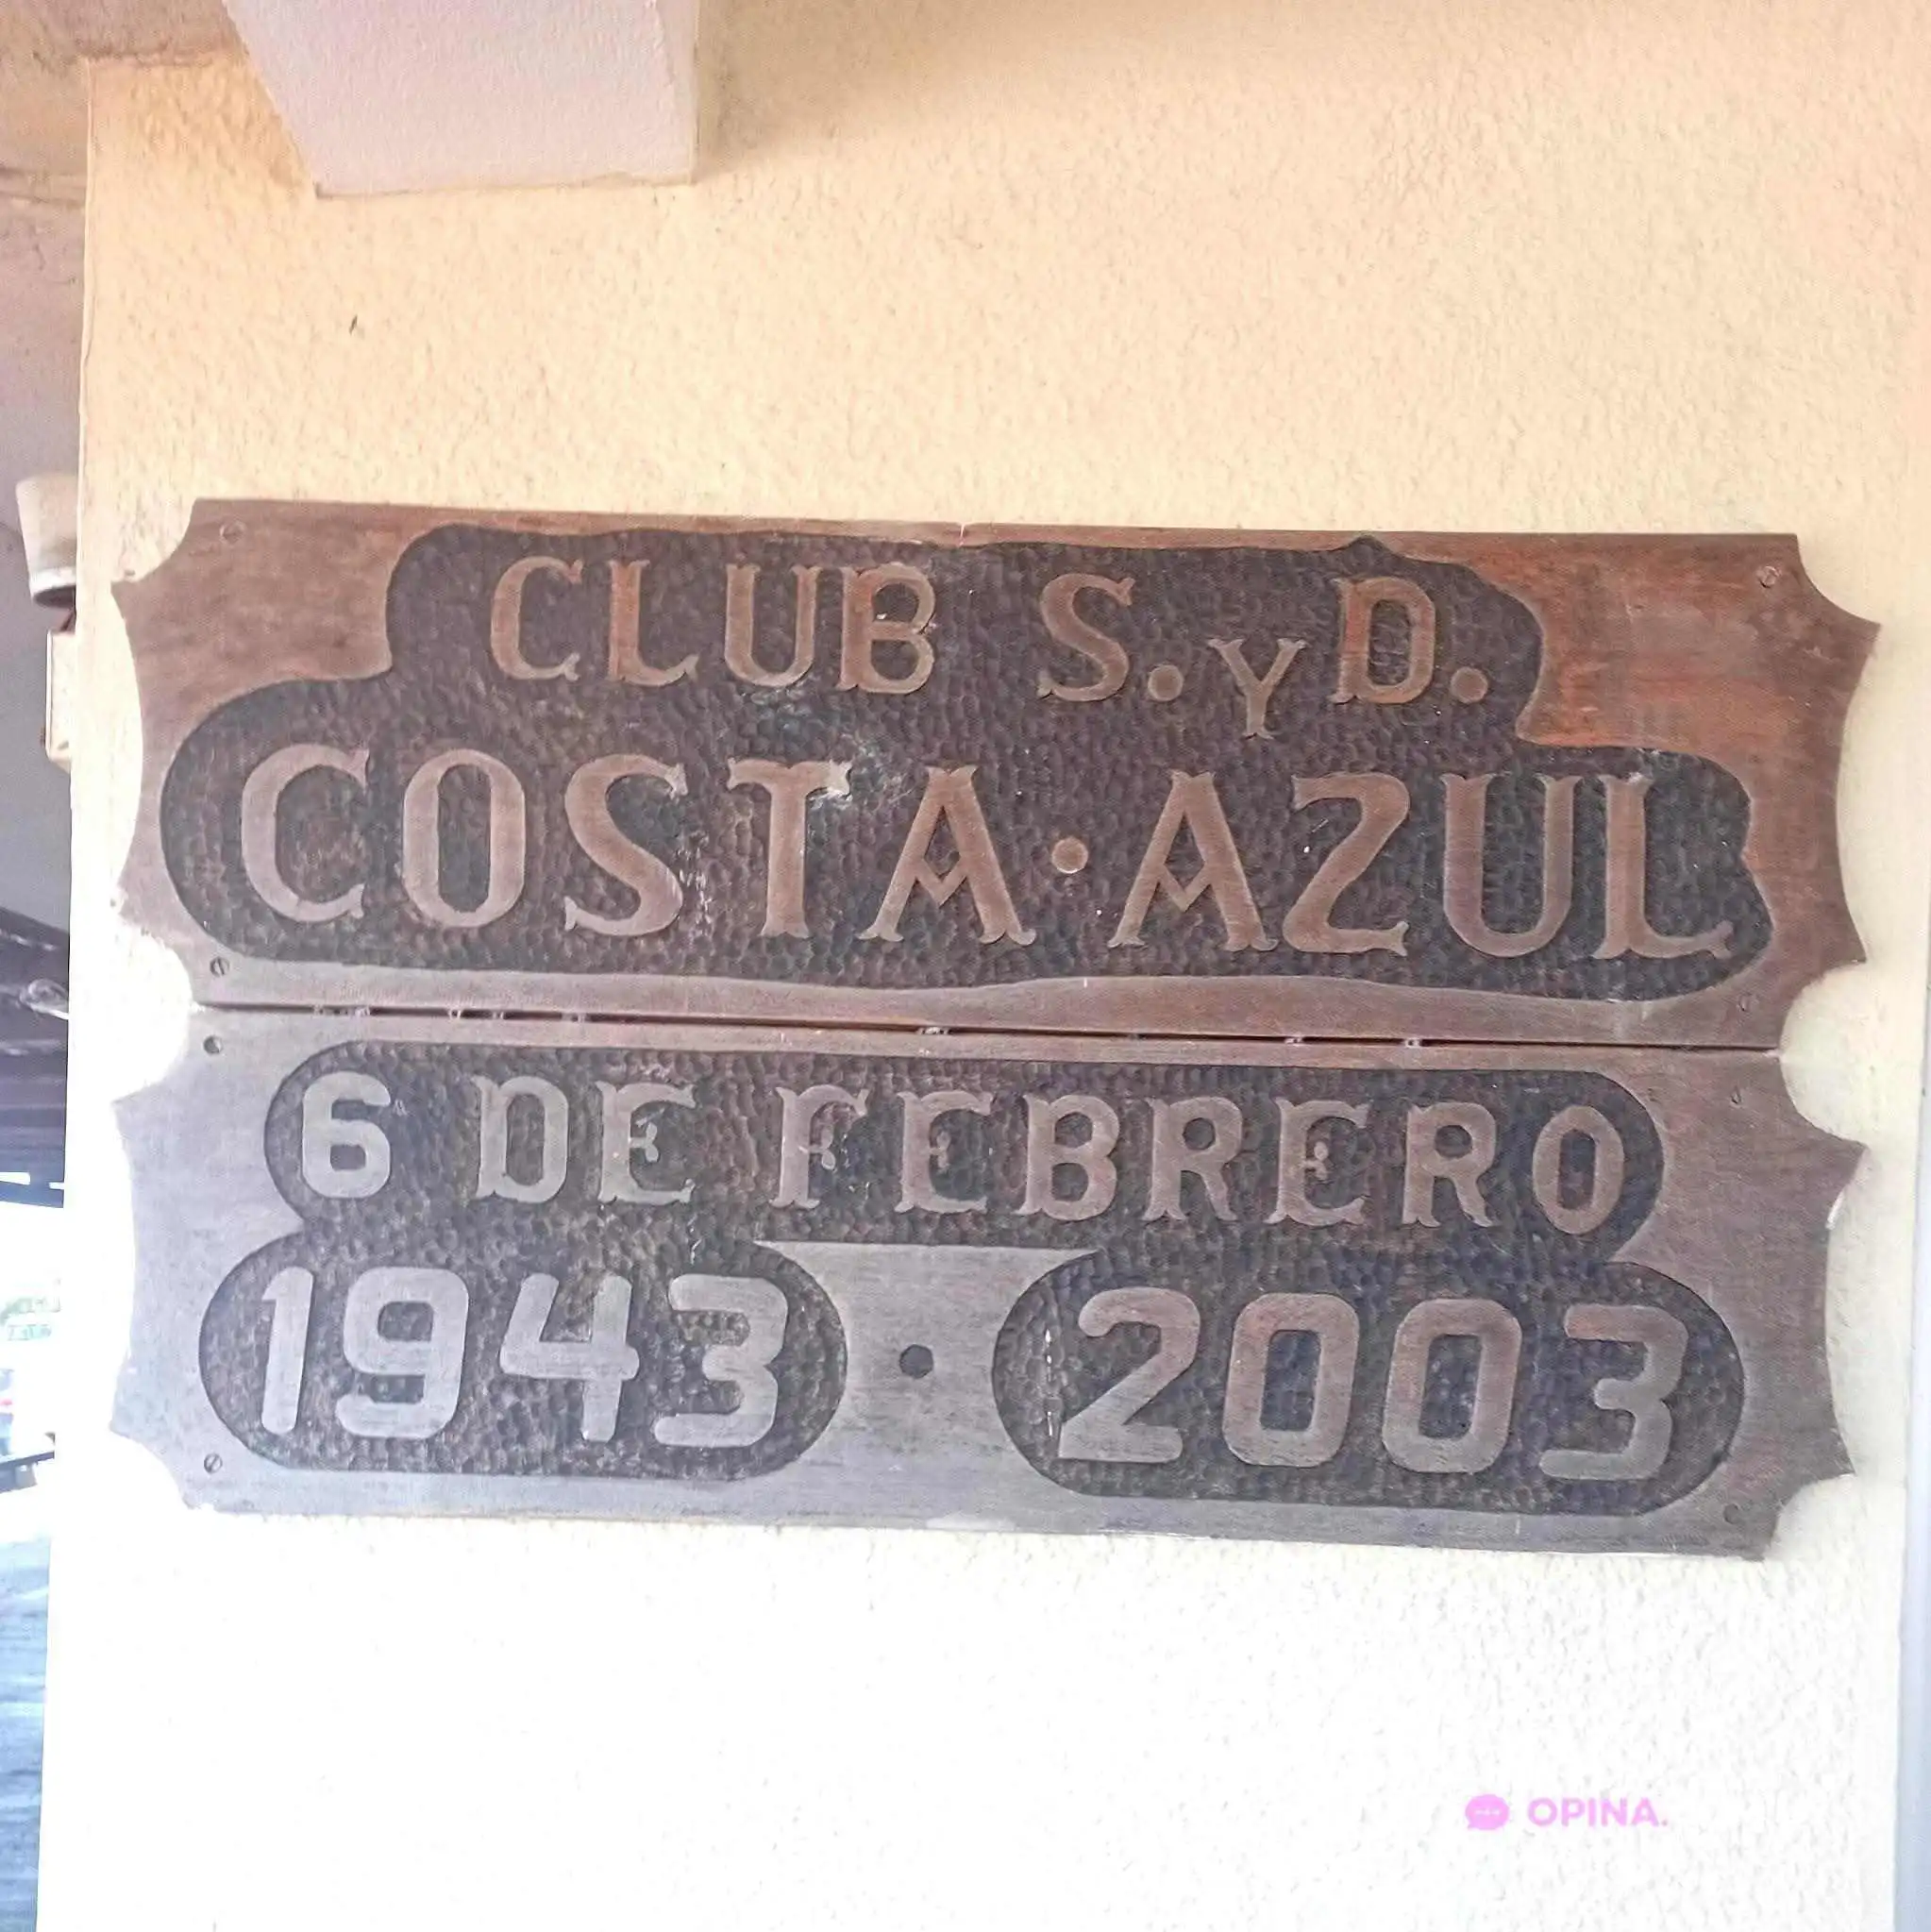 CLUB S. Y D.
COSTA · AZUL
6 DE FEBRERO
1943 · 2003
OPINA.